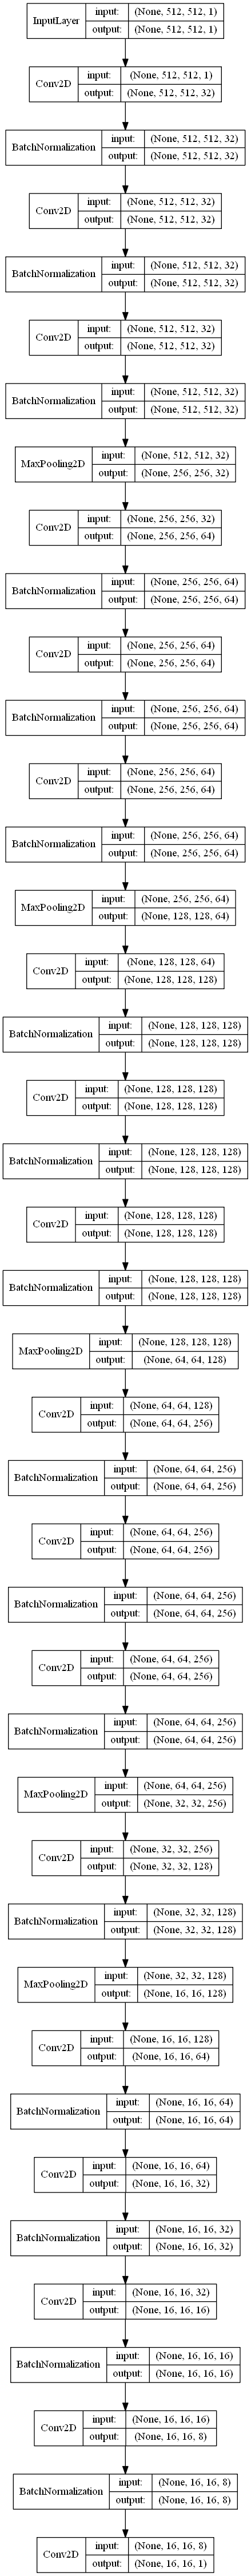 InputLayer input: (None, 512, 512, 1)
output: (None, 512, 512, 1)
Conv2D input: (None, 512, 512, 1)
output: (None, 512, 512, 32)
BatchNormalization input: (None, 512, 512, 32)
output: (None, 512, 512, 32)
Conv2D input: (None, 512, 512, 32)
output: (None, 512, 512, 32)
BatchNormalization input: (None, 512, 512, 32)
output: (None, 512, 512, 32)
Conv2D input: (None, 512, 512, 32)
output: (None, 512, 512, 32)
BatchNormalization input: (None, 512, 512, 32)
output: (None, 512, 512, 32)
MaxPooling2D input: (None, 512, 512, 32)
output: (None, 256, 256, 32)
Conv2D input: (None, 256, 256, 32)
output: (None, 256, 256, 64)
BatchNormalization input: (None, 256, 256, 64)
output: (None, 256, 256, 64)
Conv2D input: (None, 256, 256, 64)
output: (None, 256, 256, 64)
BatchNormalization input: (None, 256, 256, 64)
output: (None, 256, 256, 64)
Conv2D input: (None, 256, 256, 64)
output: (None, 256, 256, 64)
BatchNormalization input: (None, 256, 256, 64)
output: (None, 256, 256, 64)
MaxPooling2D input: (None, 256, 256, 64)
output: (None, 128, 128, 64)
Conv2D input: (None, 128, 128, 64)
output: (None, 128, 128, 128)
BatchNormalization input: (None, 128, 128, 128)
output: (None, 128, 128, 128)
Conv2D input: (None, 128, 128, 128)
output: (None, 128, 128, 128)
BatchNormalization input: (None, 128, 128, 128)
output: (None, 128, 128, 128)
Conv2D input: (None, 128, 128, 128)
output: (None, 128, 128, 128)
BatchNormalization input: (None, 128, 128, 128)
output: (None, 128, 128, 128)
MaxPooling2D input: (None, 128, 128, 128)
output: (None, 64, 64, 128)
Conv2D input: (None, 64, 64, 128)
output: (None, 64, 64, 256)
BatchNormalization input: (None, 64, 64, 256)
output: (None, 64, 64, 256)
Conv2D input: (None, 64, 64, 256)
output: (None, 64, 64, 256)
BatchNormalization input: (None, 64, 64, 256)
output: (None, 64, 64, 256)
Conv2D input: (None, 64, 64, 256)
output: (None, 64, 64, 256)
BatchNormalization input: (None, 64, 64, 256)
output: (None, 64, 64, 256)
MaxPooling2D input: (None, 64, 64, 256)
output: (None, 32, 32, 256)
Conv2D input: (None, 32, 32, 256)
output: (None, 32, 32, 128)
BatchNormalization input: (None, 32, 32, 128)
output: (None, 32, 32, 128)
MaxPooling2D input: (None, 32, 32, 128)
output: (None, 16, 16, 128)
Conv2D input: (None, 16, 16, 128)
output: (None, 16, 16, 64)
BatchNormalization input: (None, 16, 16, 64)
output: (None, 16, 16, 64)
Conv2D input: (None, 16, 16, 64)
output: (None, 16, 16, 32)
BatchNormalization input: (None, 16, 16, 32)
output: (None, 16, 16, 32)
Conv2D input: (None, 16, 16, 32)
output: (None, 16, 16, 16)
BatchNormalization input: (None, 16, 16, 16)
output: (None, 16, 16, 16)
Conv2D input: (None, 16, 16, 16)
output: (None, 16, 16, 8)
BatchNormalization input: (None, 16, 16, 8)
output: (None, 16, 16, 8)
Conv2D input: (None, 16, 16, 8)
output: (None, 16, 16, 1)